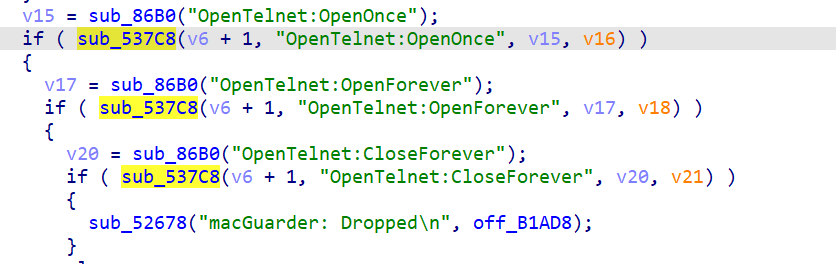 v15 = sub_86B0("OpenTelnet:OpenOnce");
if ( sub_537C8(v6 + 1, "OpenTelnet:OpenOnce", v15, v16) )
{
v17 = sub_86B0("OpenTelnet:OpenForever");
if ( sub_537C8(v6 + 1, "OpenTelnet:OpenForever", v17, v18) )
{
v20 = sub_86B0("OpenTelnet:CloseForever");
if ( sub_537C8(v6 + 1, "OpenTelnet:CloseForever", v20, v21) )
{
sub_52678("macGuarder: Dropped\n", off_B1AD8);
}